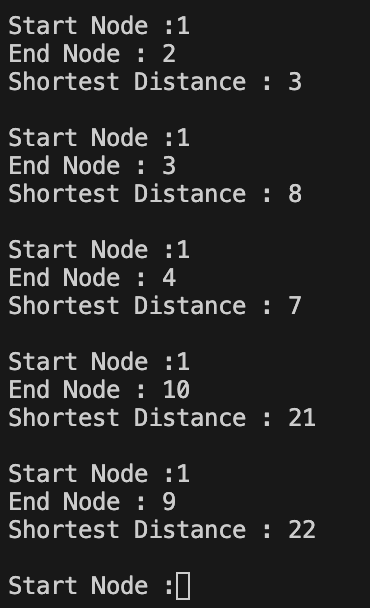 Start Node :1
End Node : 2
Shortest Distance : 3
Start Node :1
End Node : 3
Shortest Distance : 8
Start Node :1
End Node : 4
Shortest Distance : 7
Start Node :1
End Node : 10
Shortest Distance : 21
Start Node :1
End Node : 9
Shortest Distance : 22
Start Node :